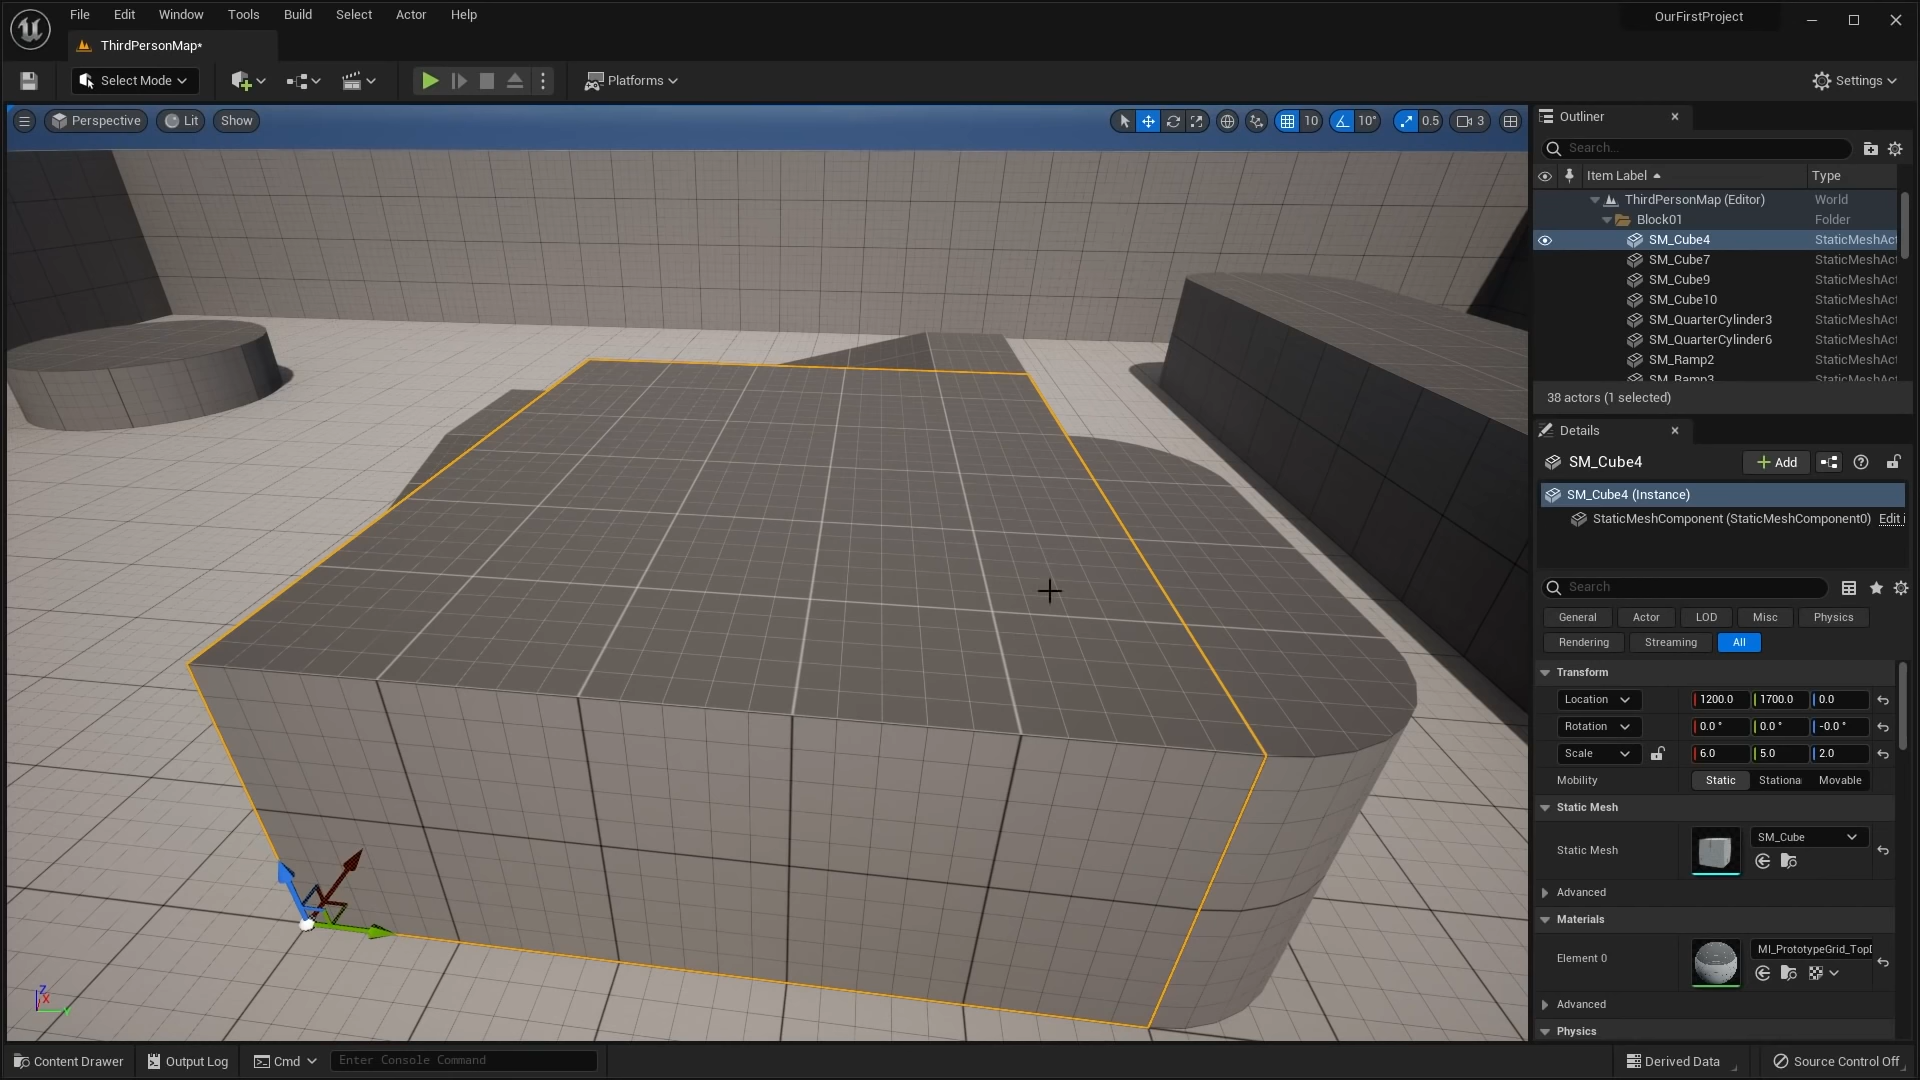 File Edit Window Tools Build Select Actor Help OurFirstProject
ThirdPersonMap*
Select Mode Platforms Settings
Perspective Lit Show 10 10° 0.5 3
Outliner
Search...
Item Label Type
ThirdPersonMap (Editor) World
Block01 Folder
SM_Cube4 StaticMeshAct
SM_Cube7 StaticMeshAct
SM_Cube9 StaticMeshAct
SM_Cube10 StaticMeshAct
SM_QuarterCylinder3 StaticMeshAct
SM_QuarterCylinder6 StaticMeshAct
SM_Ramp2 StaticMeshAct
SM_Ramp3 StaticMeshAct
38 actors (1 selected)
Details
SM_Cube4 + Add
SM_Cube4 (Instance)
StaticMeshComponent (StaticMeshComponent0) Edit i
Search
General Actor LOD Misc Physics
Rendering Streaming All
Transform
Location 1200.0 1700.0 0.0
Rotation 0.0 ° 0.0 ° -0.0 °
Scale 6.0 5.0 2.0
Mobility Static Stationa Movable
Static Mesh
SM_Cube
Static Mesh
Advanced
Materials
MI_PrototypeGrid_TopD
Element 0
Advanced
Physics
Z
X
Y
Content Drawer Output Log Cmd Enter Console Command Derived Data Source Control Off